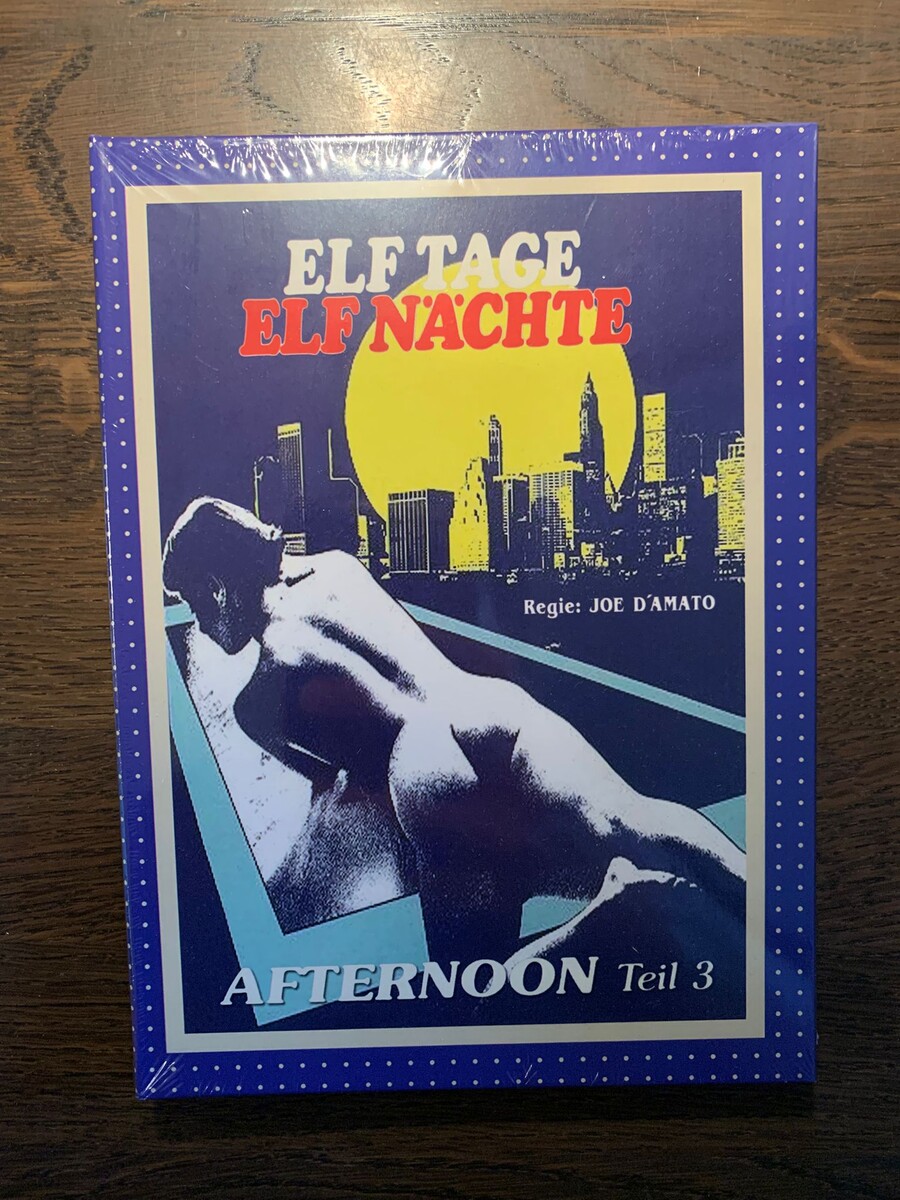 ELF TAGE
ELF NÄCHTE
Regie: JOE D´AMATO
AFTERNOON Teil 3